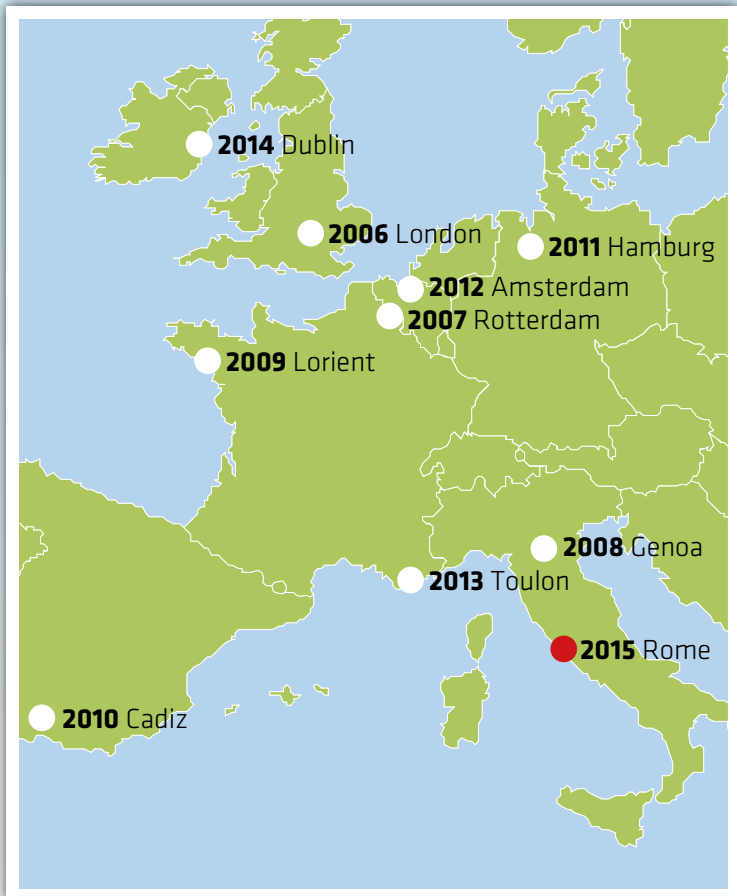 2014 Dublin
2006 London
2011 Hamburg
2012 Amsterdam
2007 Rotterdam
2009 Lorient
2008 Genoa
2013 Toulon
2015 Rome
2010 Cadiz